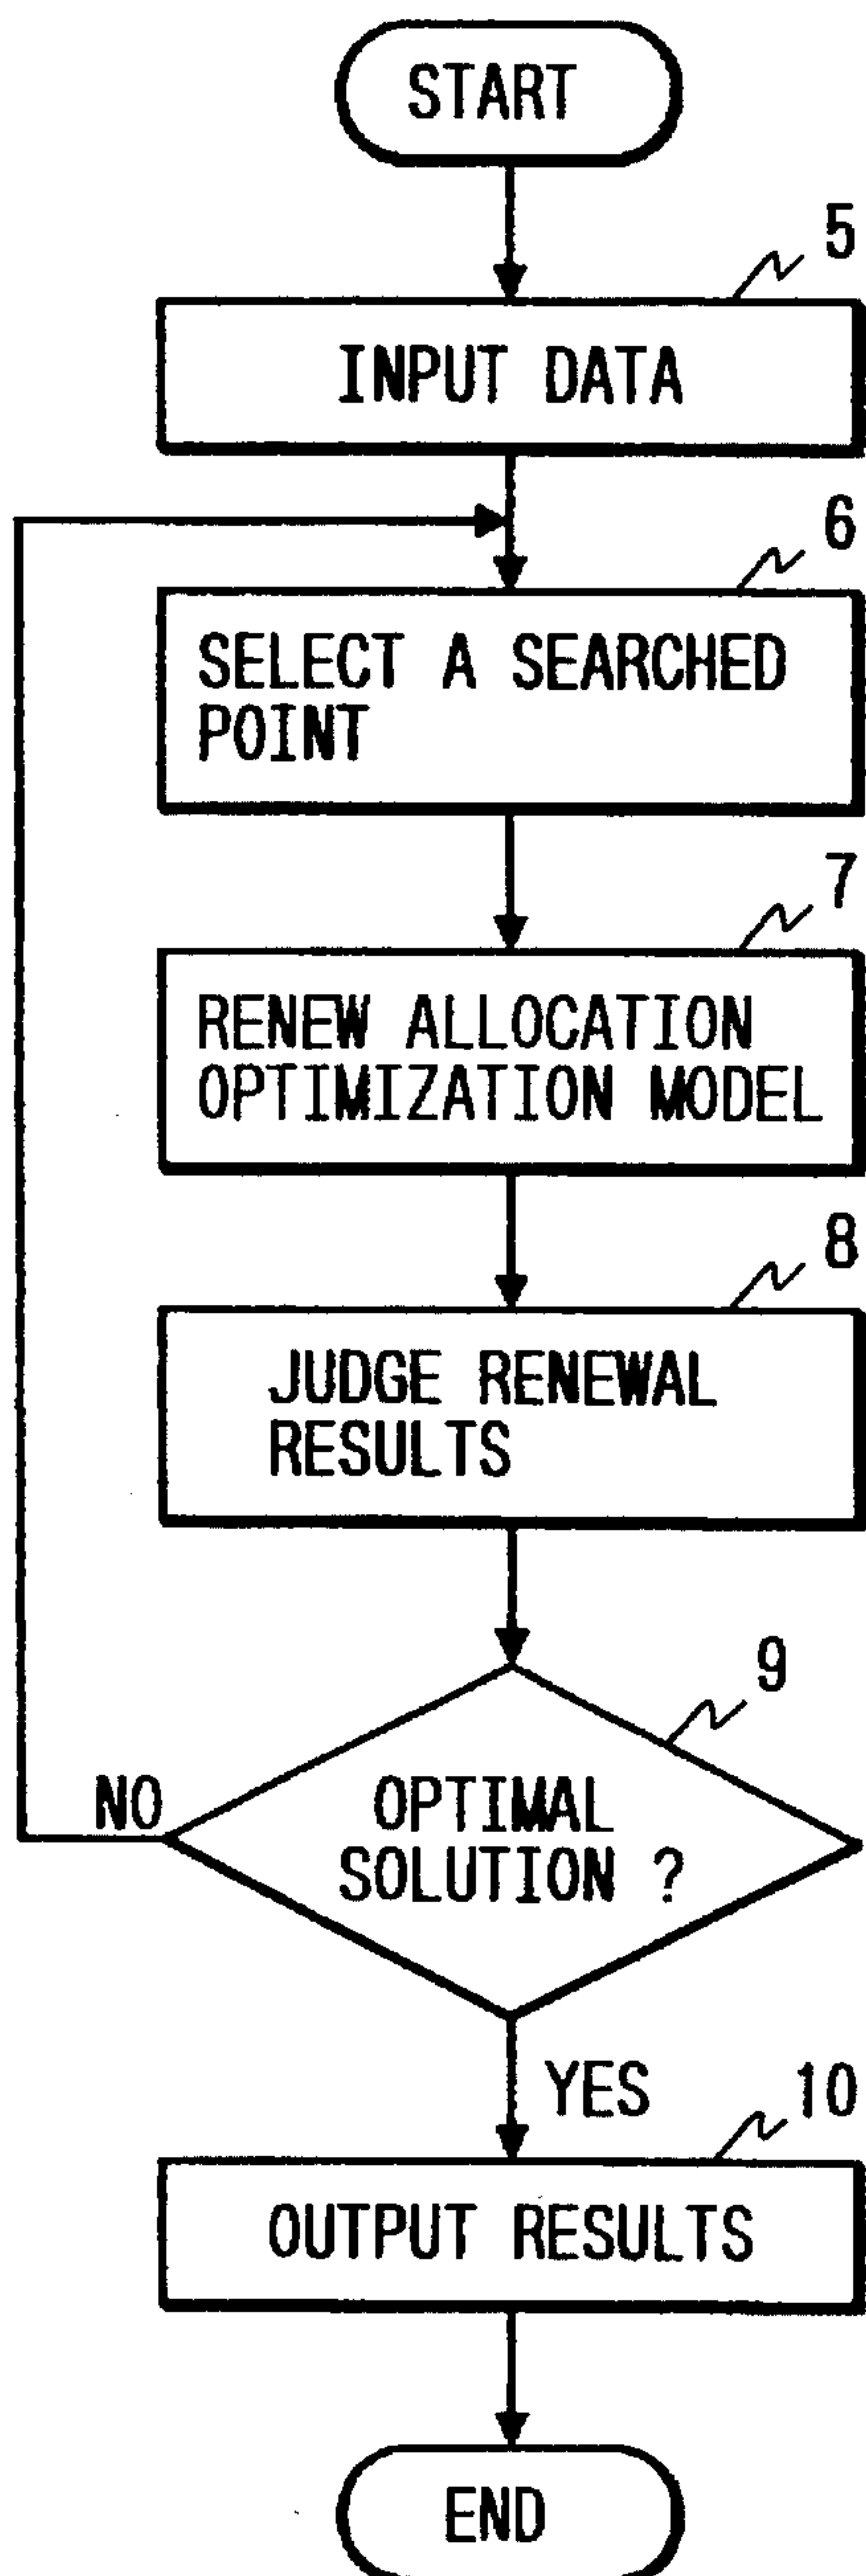 START
5
INPUT DATA
6
SELECT A SEARCHED
POINT
7
RENEW ALLOCATION
OPTIMIZATION MODEL
8
JUDGE RENEWAL
RESULTS
9
NO
OPTIMAL
SOLUTION ?
YES
10
OUTPUT RESULTS
END